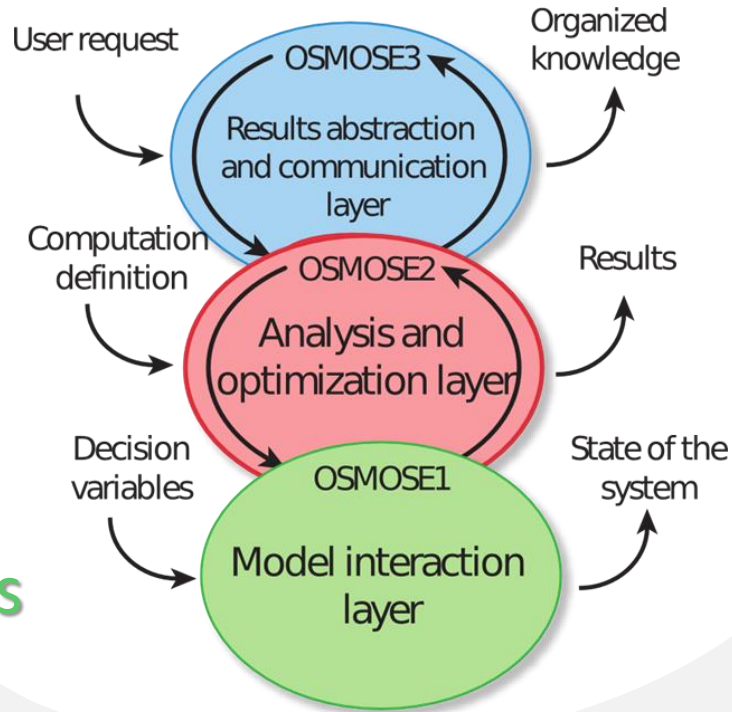 User request
OSMOSE3
Organized
knowledge
Results abstraction
and communication
layer
Computation
definition
OSMOSE2
Results
Analysis and
optimization layer
Decision
variables
OSMOSE1
State of the
system
Model interaction
layer
s